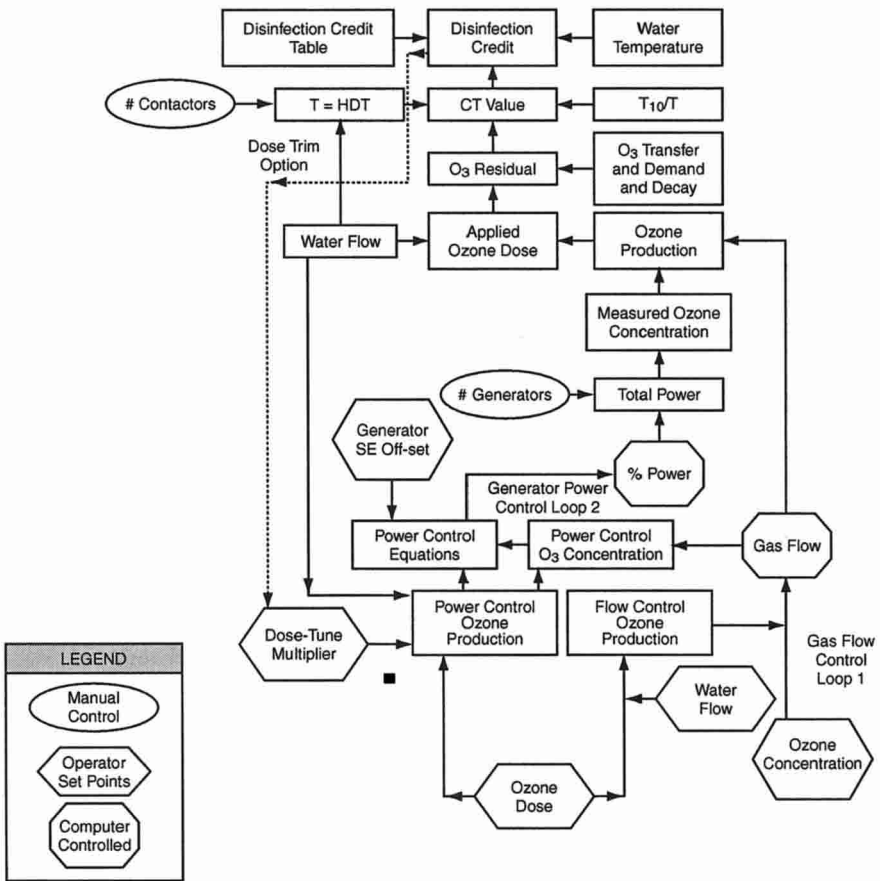 Disinfection Credit
Table
Disinfection
Credit
Water
Temperature
# Contactors
T = HDT
CT Value
T10/T
Dose Trim
Option
O3 Residual
O3 Transfer
and Demand
and Decay
Water Flow
Applied
Ozone Dose
Ozone
Production
Measured Ozone
Concentration
# Generators
Total Power
Generator
SE Off-set
% Power
Generator Power
Control Loop 2
Power Control
Equations
Power Control
O3 Concentration
Gas Flow
Dose-Tune
Multiplier
Power Control
Ozone
Production
Flow Control
Ozone
Production
Gas Flow
Control
Loop 1
Water
Flow
Ozone
Concentration
Ozone
Dose
LEGEND
Manual
Control
Operator
Set Points
Computer
Controlled